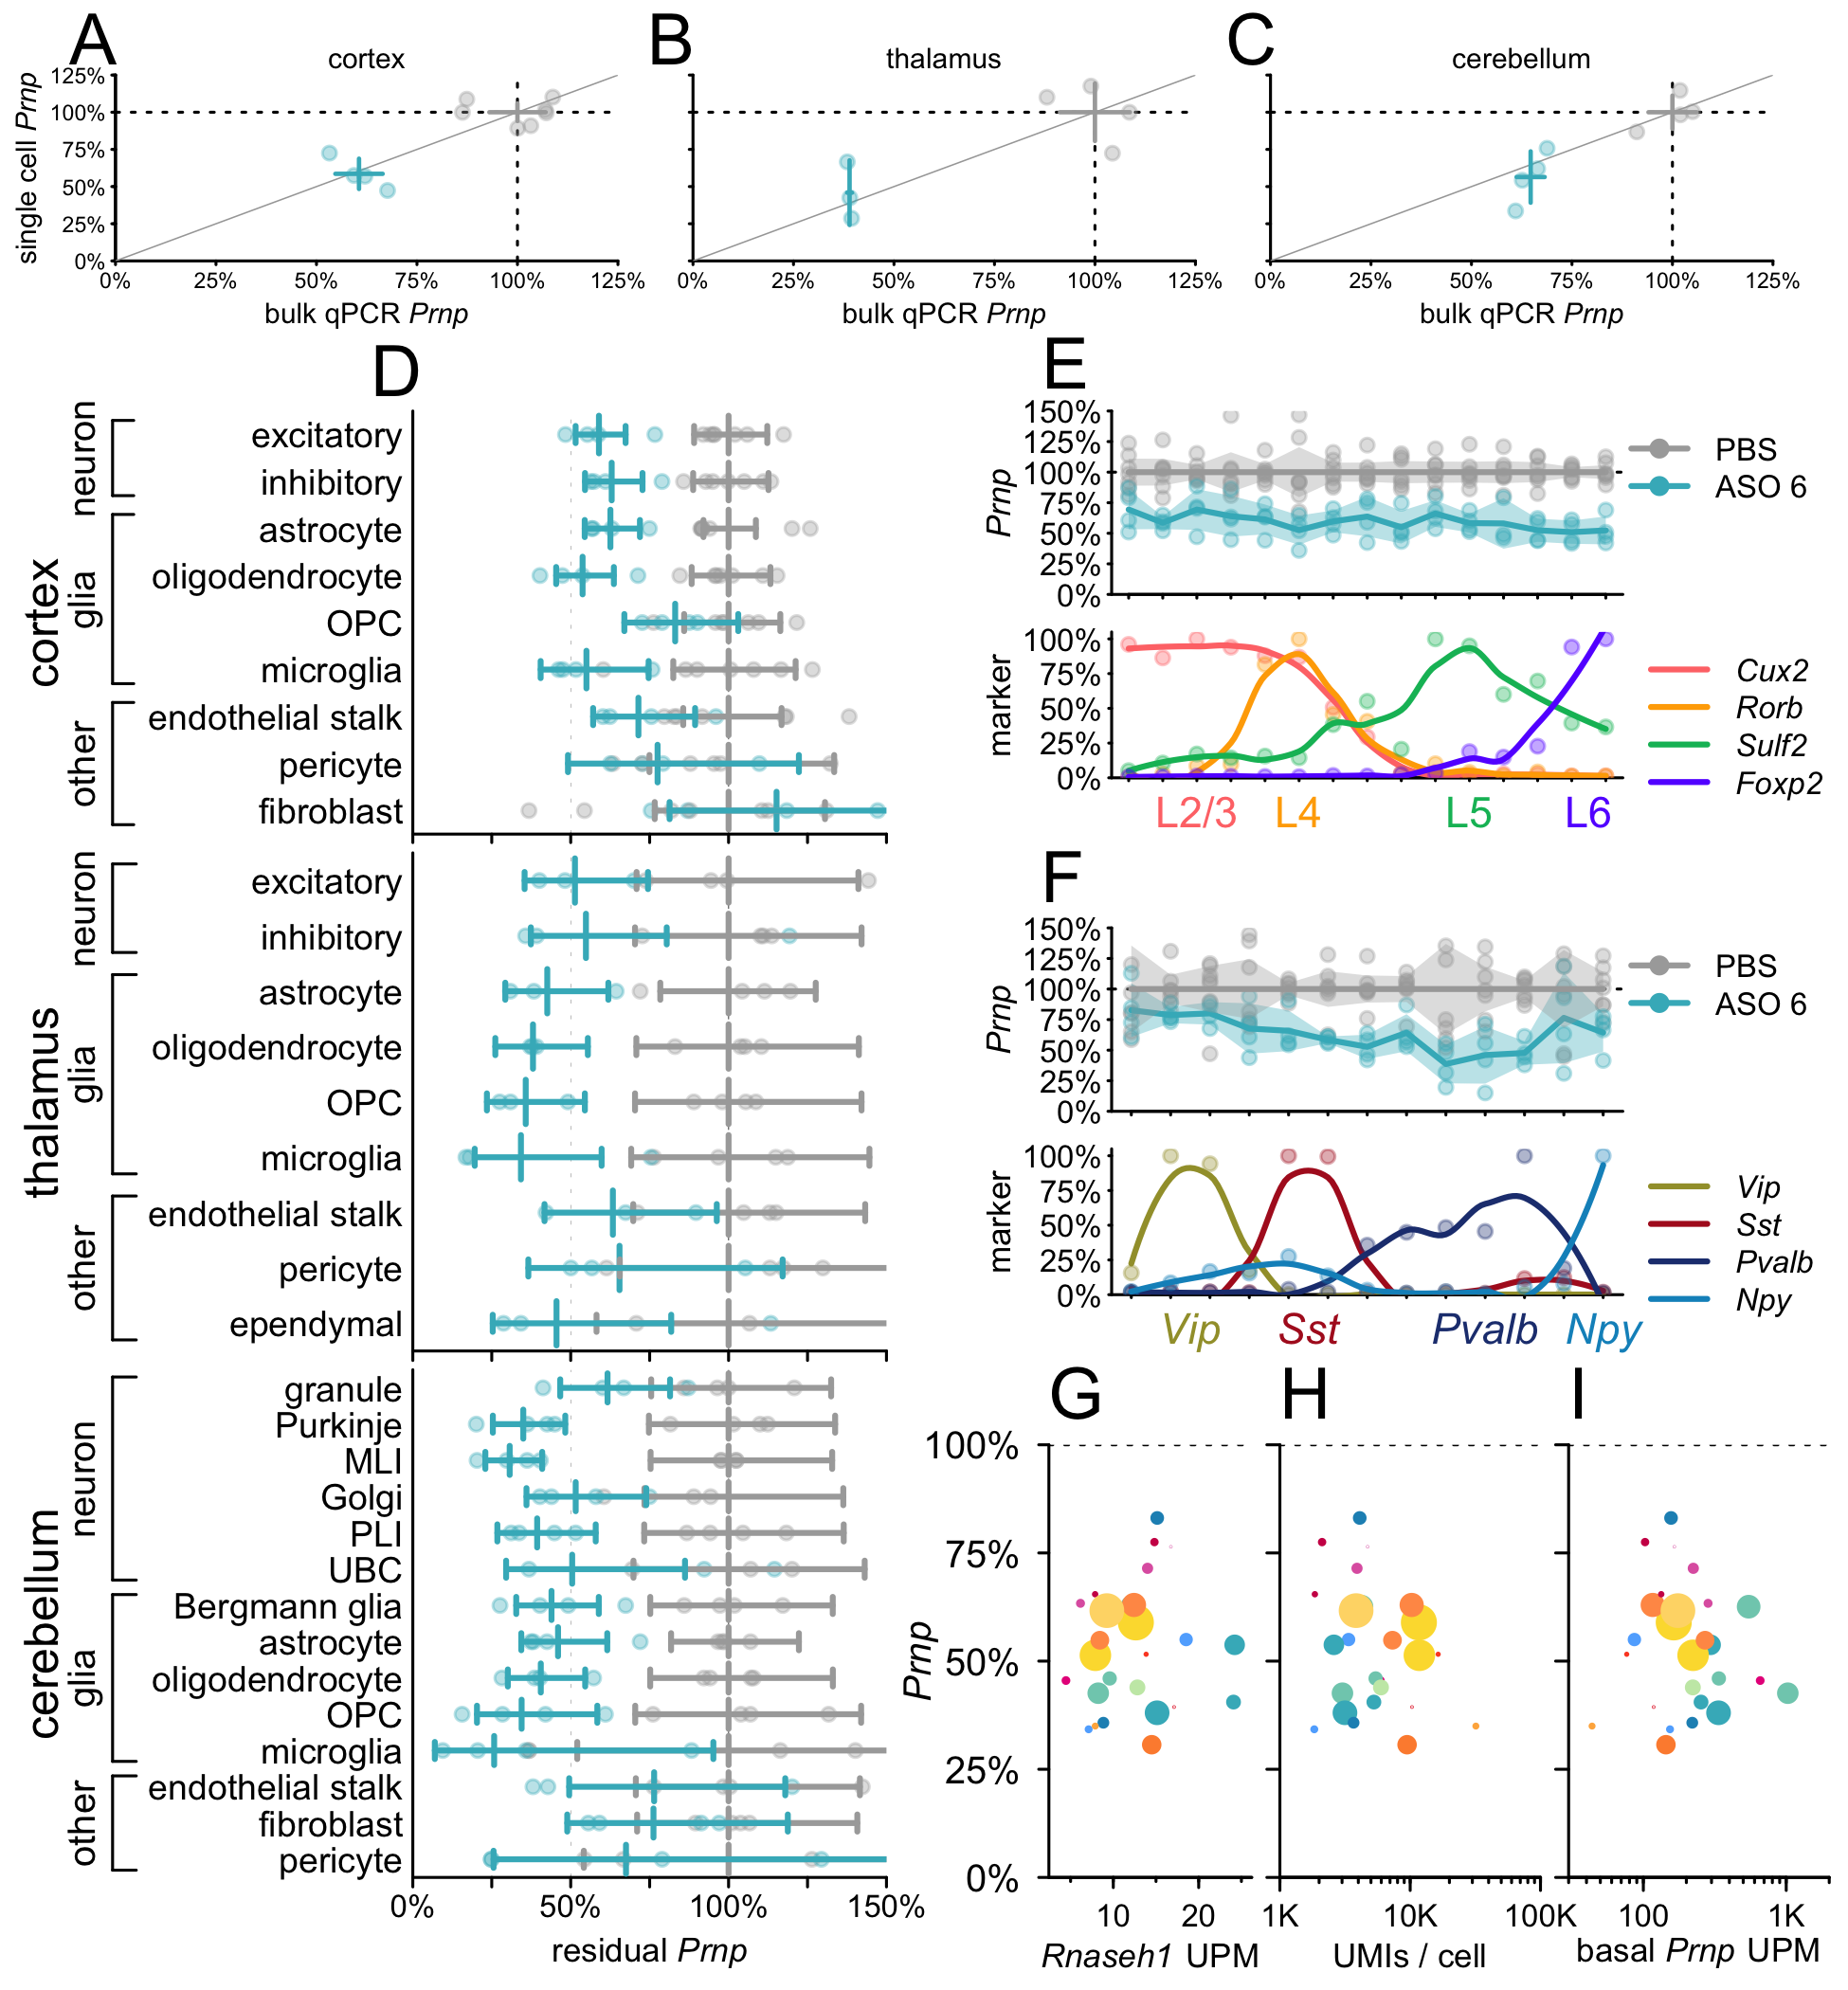 A
B
C
cortex
thalamus
cerebellum
single cell Prnp
125%
100%
75%
50%
25%
0%
0% 25% 50% 75% 100% 125%
0% 25% 50% 75% 100% 125%
0% 25% 50% 75% 100% 125%
bulk qPCR Prnp
bulk qPCR Prnp
bulk qPCR Prnp
D
cortex
neuron
excitatory
inhibitory
glia
astrocyte
oligodendrocyte
OPC
microglia
other
endothelial stalk
pericyte
fibroblast
thalamus
neuron
excitatory
inhibitory
glia
astrocyte
oligodendrocyte
OPC
microglia
other
endothelial stalk
pericyte
ependymal
cerebellum
neuron
granule
Purkinje
MLI
Golgi
PLI
UBC
glia
Bergmann glia
astrocyte
oligodendrocyte
OPC
microglia
other
endothelial stalk
fibroblast
pericyte
0% 50% 100% 150%
residual Prnp
E
Prnp
150%
125%
100%
75%
50%
25%
0%
PBS
ASO 6
marker
100%
75%
50%
25%
0%
L2/3 L4 L5 L6
Cux2
Rorb
Sulf2
Foxp2
F
Prnp
150%
125%
100%
75%
50%
25%
0%
PBS
ASO 6
marker
100%
75%
50%
25%
0%
Vip Sst Pvalb Npy
Vip
Sst
Pvalb
Npy
G
H
I
Prnp
100%
75%
50%
25%
0%
10 20
Rnaseh1 UPM
1K 10K 100K
UMIs / cell
100 1K
basal Prnp UPM